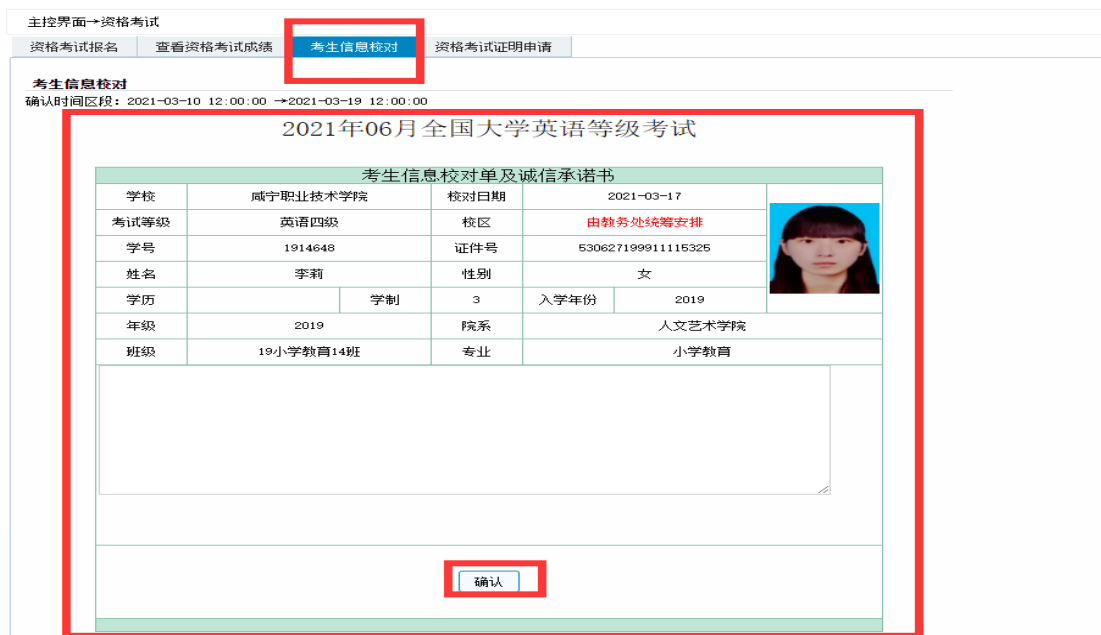 主控界面→资格考试
资格考试报名 查看资格考试成绩 考生信息校对 资格考试证明申请
考生信息校对
确认时间区段：2021-03-10 12:00:00 →2021-03-19 12:00:00
2021年06月全国大学英语等级考试
考生信息校对单及诚信承诺书
学校 咸宁职业技术学院 校对日期 2021-03-17
考试等级 英语四级 校区 由教务处统筹安排
学号 1914648 证件号 530627199911115325
姓名 李莉 性别 女
学历 学制 3 入学年份 2019
年级 2019 院系 人文艺术学院
班级 19小学教育14班 专业 小学教育
确认